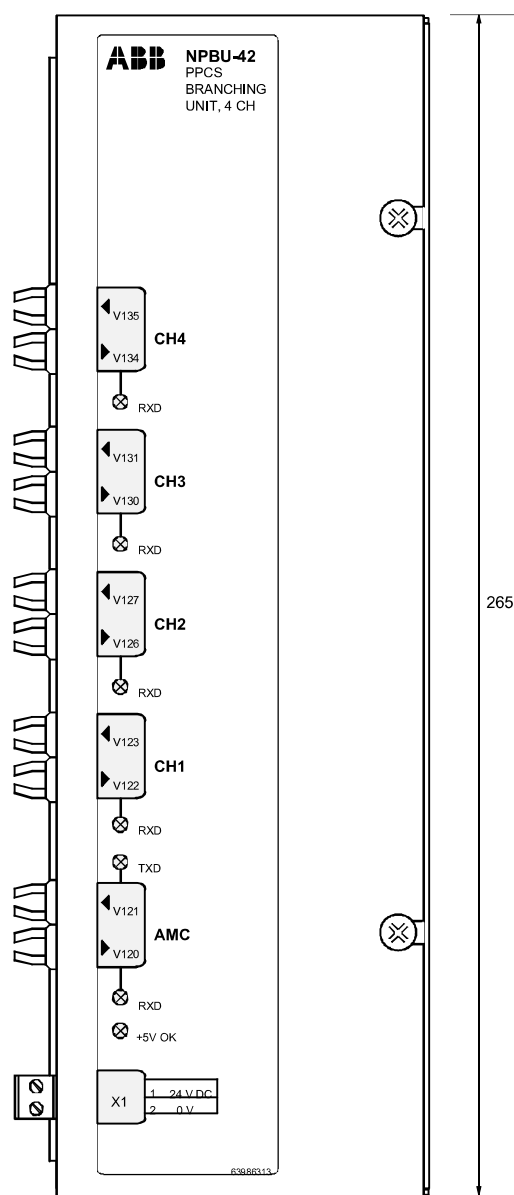 ABB NPBU-42
PPCS
BRANCHING
UNIT, 4 CH
V135
CH4
V134
RXD
V131
CH3
V130
RXD
V127
CH2
V126
RXD
265
V123
CH1
V122
RXD
TXD
V121
AMC
V120
RXD
+5V OK
X1
1 24 V DC
2 0 V
63986313